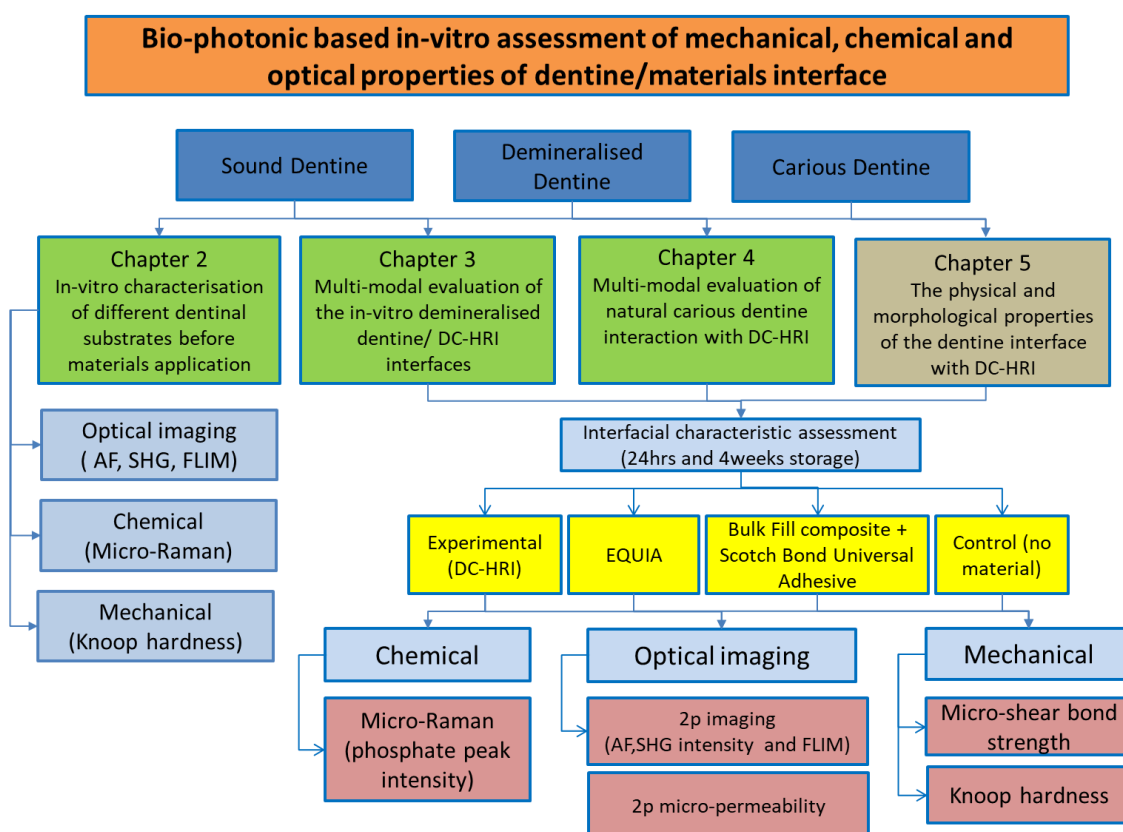 Bio-photonic based in-vitro assessment of mechanical, chemical and
optical properties of dentine/materials interface
Sound Dentine
Demineralised
Dentine
Carious Dentine
Chapter 2
In-vitro characterisation
of different dentinal
substrates before
materials application
Chapter 3
Multi-modal evaluation of
the in-vitro demineralised
dentine/ DC-HRI
interfaces
Chapter 4
Multi-modal evaluation of
natural carious dentine
interaction with DC-HRI
Chapter 5
The physical and
morphological properties
of the dentine interface
with DC-HRI
Optical imaging
( AF, SHG, FLIM)
Chemical
(Micro-Raman)
Mechanical
(Knoop hardness)
Interfacial characteristic assessment
(24hrs and 4weeks storage)
Experimental
(DC-HRI)
EQUIA
Bulk Fill composite +
Scotch Bond Universal
Adhesive
Control (no
material)
Chemical
Optical imaging
Mechanical
Micro-Raman
(phosphate peak
intensity)
2p imaging
(AF,SHG intensity and FLIM)
2p micro-permeability
Micro-shear bond
strength
Knoop hardness